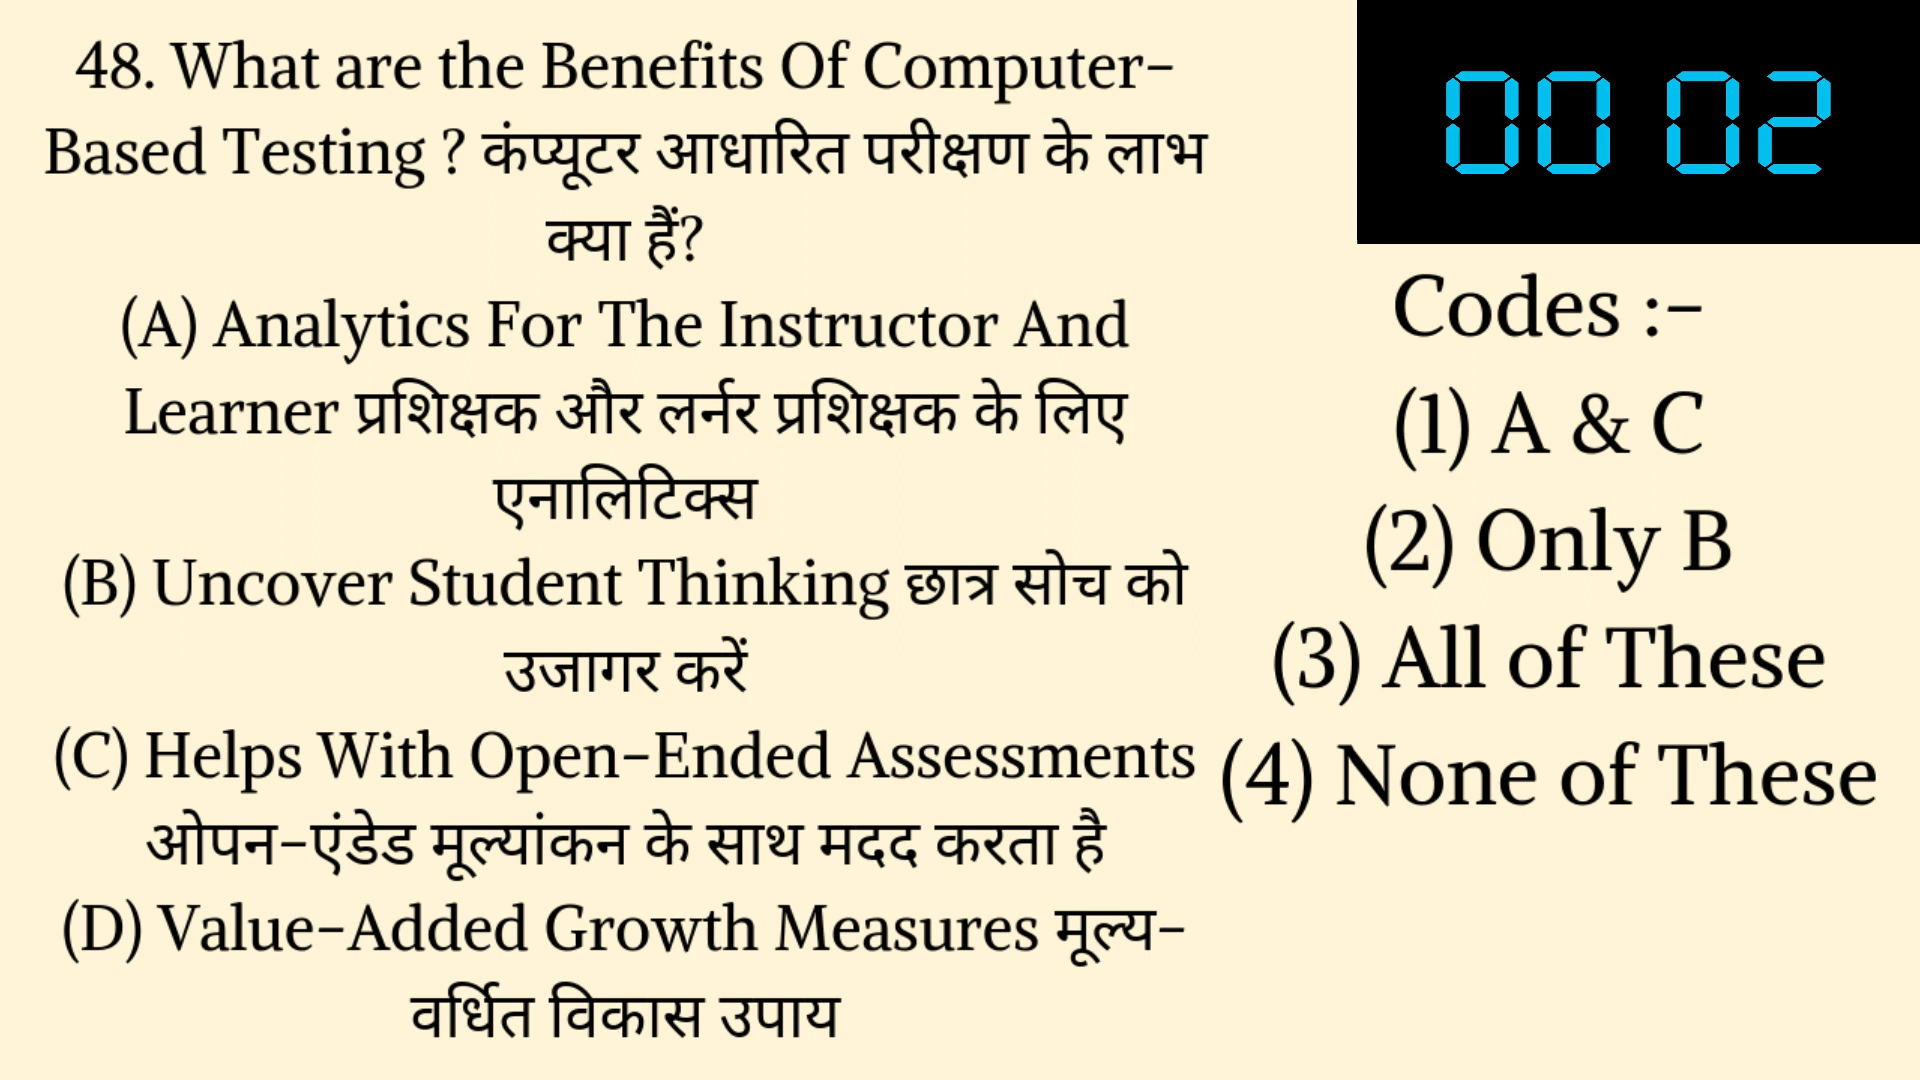 48. What are the Benefits Of Computer-
Based Testing ? कंप्यूटर आधारित परीक्षण के लाभ
क्या हैं?
(A) Analytics For The Instructor And
Learner प्रशिक्षक और लर्नर प्रशिक्षक के लिए
एनालिटिक्स
(B) Uncover Student Thinking छात्र सोच को
उजागर करें
(C) Helps With Open-Ended Assessments
ओपन-एंडेड मूल्यांकन के साथ मदद करता है
(D) Value-Added Growth Measures मूल्य-
वर्धित विकास उपाय
00 02
Codes :-
(1) A & C
(2) Only B
(3) All of These
(4) None of These